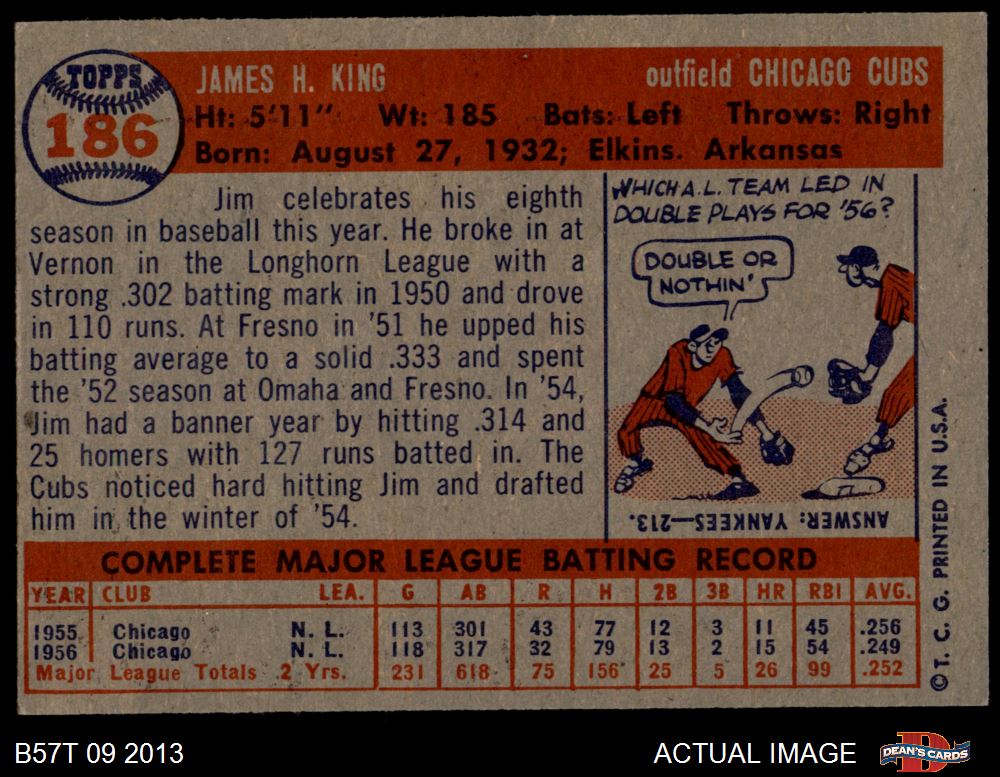 TOPPS
186
JAMES H. KING outfield CHICAGO CUBS
Ht: 5'11" Wt: 185 Bats: Left Throws: Right
Born: August 27, 1932; Elkins. Arkansas
Jim celebrates his eighth
season in baseball this year. He broke in at
Vernon in the Longhorn League with a
strong .302 batting mark in 1950 and drove
in 110 runs. At Fresno in '51 he upped his
batting average to a solid .333 and spent
the '52 season at Omaha and Fresno. In '54,
Jim had a banner year by hitting .314 and
25 homers with 127 runs batted in. The
Cubs noticed hard hitting Jim and drafted
him in the winter of '54.
WHICH A.L. TEAM LED IN
DOUBLE PLAYS FOR '56?
DOUBLE OR
NOTHIN'
ANSWER: YANKEES—213.
COMPLETE MAJOR LEAGUE BATTING RECORD
YEAR CLUB LEA. G AB R H 2B 3B HR RBI AVG.
1955 Chicago N. L. 113 301 43 77 12 3 11 45 .256
1956 Chicago N. L. 118 317 32 79 13 2 15 54 .249
Major League Totals 2 Yrs. 231 618 75 156 25 5 26 99 .252
© T. C. G. PRINTED IN U.S.A.
B57T 09 2013 ACTUAL IMAGE
DEAN'S CARDS